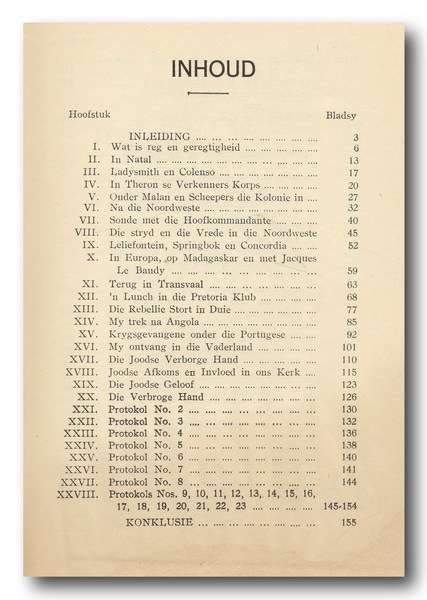 INHOUD
Hoofstuk Bladsy
INLEIDING .... ... ... .... .... .... .... 3
I. Wat is reg en geregtigheid .... .... .... .... 6
II. In Natal .... .... .... .... .... .... .... .... 13
III. Ladysmith en Colenso .... .... .... .... .... 17
IV. In Theron se Verkenners Korps .... .... .... 20
V. Onder Malan en Scheepers die Kolonie in .... 27
VI. Na die Noordweste .... .... .... .... .... .... 32
VII. Sonde met die Hoofkommandante .... .... .... 40
VIII. Die stryd en die Vrede in die Noordweste 45
IX. Leliefontein, Springbok en Concordia .... .... 52
X. In Europa, op Madagaskar en met Jacques
Le Baudy .... .... .... ... .... .... .... .... 59
XI. Terug in Transvaal .... .... .... .... .... .... 63
XII. 'n Lunch in die Pretoria Klub .... .... .... 68
XIII. Die Rebellie Stort in Duie .... .... .... .... 77
XIV. My trek na Angola .... .... .... .... .... .... 85
XV. Krygsgevangene onder die Portugese .... .... 92
XVI. My ontvang in die Vaderland .... .... .... .... 101
XVII. Die Joodse Verborge Hand .... .... .... .... 110
XVIII. Joodse Afkoms en Invloed in ons Kerk .... 115
XIX. Die Joodse Geloof .... .... .... .... .... .... 123
XX. Die Verbroge Hand .... .... .... .... .... .... 126
XXI. Protokol No. 2 .... .... ... .... .... .... .... 130
XXII. Protokol No. 3 .... .... ... .... .... .... .... 132
XXIII. Protokol No. 4 .... .... ... .... .... .... .... 136
XXIV. Protokol No. 5 .... .... ... .... .... .... .... 138
XXV. Protokol No. 6 .... .... ... .... .... .... .... 140
XXVI. Protokol No. 7 .... .... ... .... .... .... .... 141
XXVII. Protokol No. 8 .... .... ... .... .... .... .... 144
XXVIII. Protokols Nos. 9, 10, 11, 12, 13, 14, 15, 16,
17, 18, 19, 20, 21, 22, 23 .... .... .... .... 145-154
KONKLUSIE ... .... ... .... .... .... .... 155